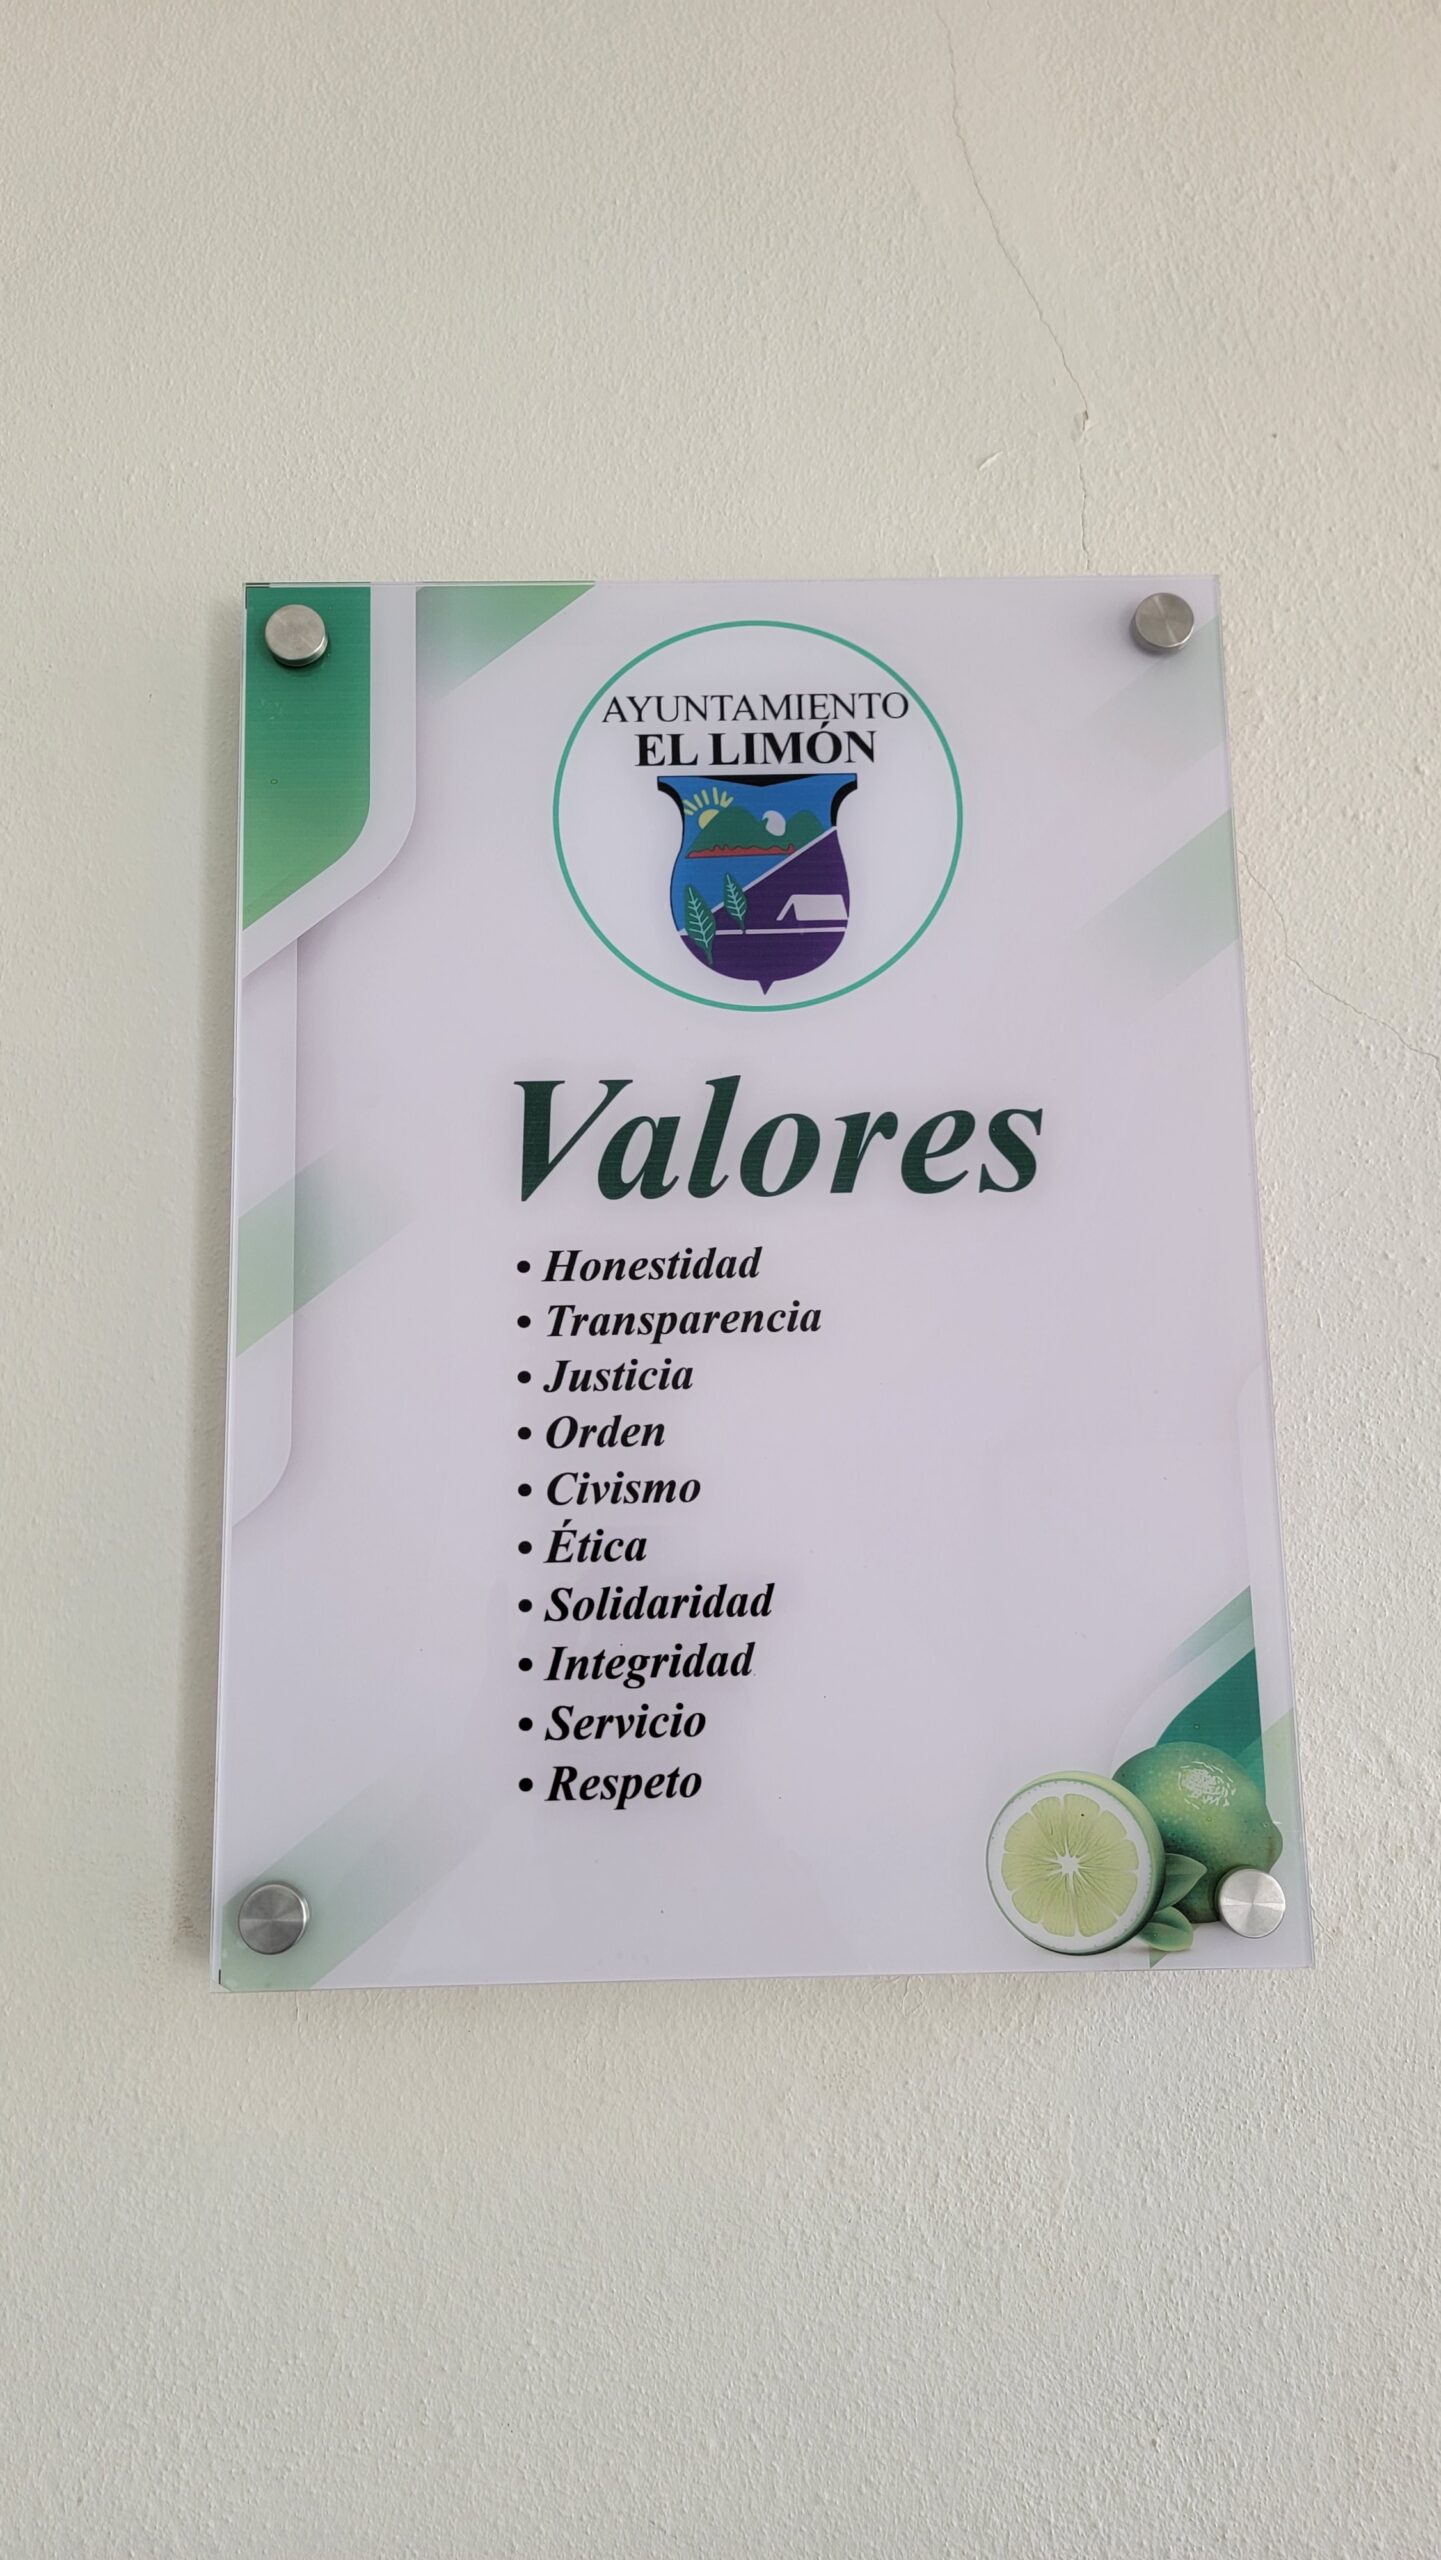 AYUNTAMIENTO
EL LIMÓN
Valores
• Honestidad
• Transparencia
• Justicia
• Orden
• Civismo
• Ética
• Solidaridad
• Integridad
• Servicio
• Respeto